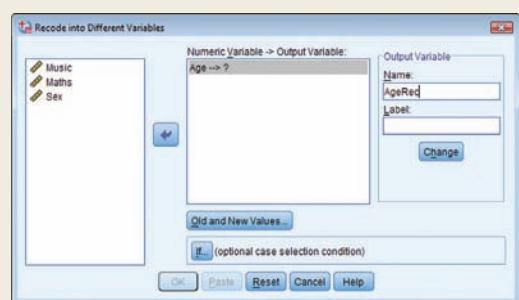 Recode into Different Variables
Music
Maths
Sex
Numeric Variable -> Output Variable:
Age --> ?
Output Variable
Name:
AgeRec
Label:
Change
Old and New Values...
If... (optional case selection condition)
OK Paste Reset Cancel Help